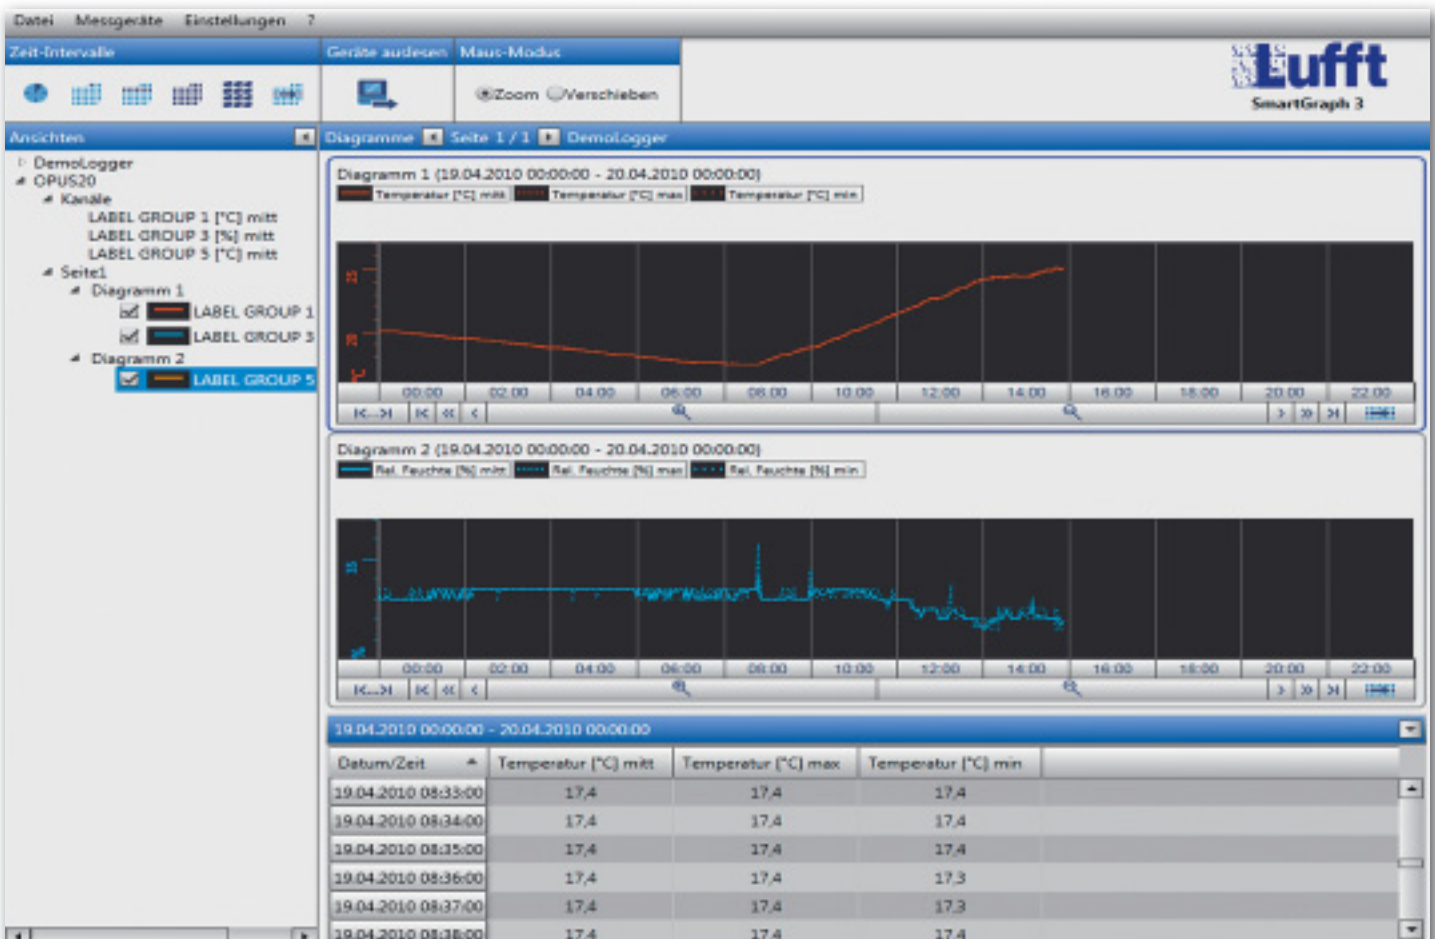 Datei Messgeräte Einstellungen ?
Zeit-Intervalle Geräte auslesen Maus-Modus
Zoom Verschieben
Lufft
SmartGraph 3
Ansichten
DemoLogger
OPUS20
Kanäle
LABEL GROUP 1 [°C] mitt
LABEL GROUP 3 [%] mitt
LABEL GROUP 5 [°C] mitt
Seite1
Diagramm 1
LABEL GROUP 1
LABEL GROUP 3
Diagramm 2
LABEL GROUP 5
Diagramme Seite 1 / 1 DemoLogger
Diagramm 1 (19.04.2010 00:00:00 - 20.04.2010 00:00:00)
Temperatur [°C] mitt Temperatur [°C] max Temperatur [°C] min
25
20
°C
00:00 02:00 04:00 06:00 08:00 10:00 12:00 14:00 16:00 18:00 20:00 22:00
Diagramm 2 (19.04.2010 00:00:00 - 20.04.2010 00:00:00)
Rel. Feuchte [%] mitt Rel. Feuchte [%] max Rel. Feuchte [%] min
%
00:00 02:00 04:00 06:00 08:00 10:00 12:00 14:00 16:00 18:00 20:00 22:00
19.04.2010 00:00:00 - 20.04.2010 00:00:00
Datum/Zeit Temperatur [°C] mitt Temperatur [°C] max Temperatur [°C] min
19.04.2010 08:33:00 17,4 17,4 17,4
19.04.2010 08:34:00 17,4 17,4 17,4
19.04.2010 08:35:00 17,4 17,4 17,4
19.04.2010 08:36:00 17,4 17,4 17,3
19.04.2010 08:37:00 17,4 17,4 17,3
19.04.2010 08:38:00 17,4 17,4 17,4